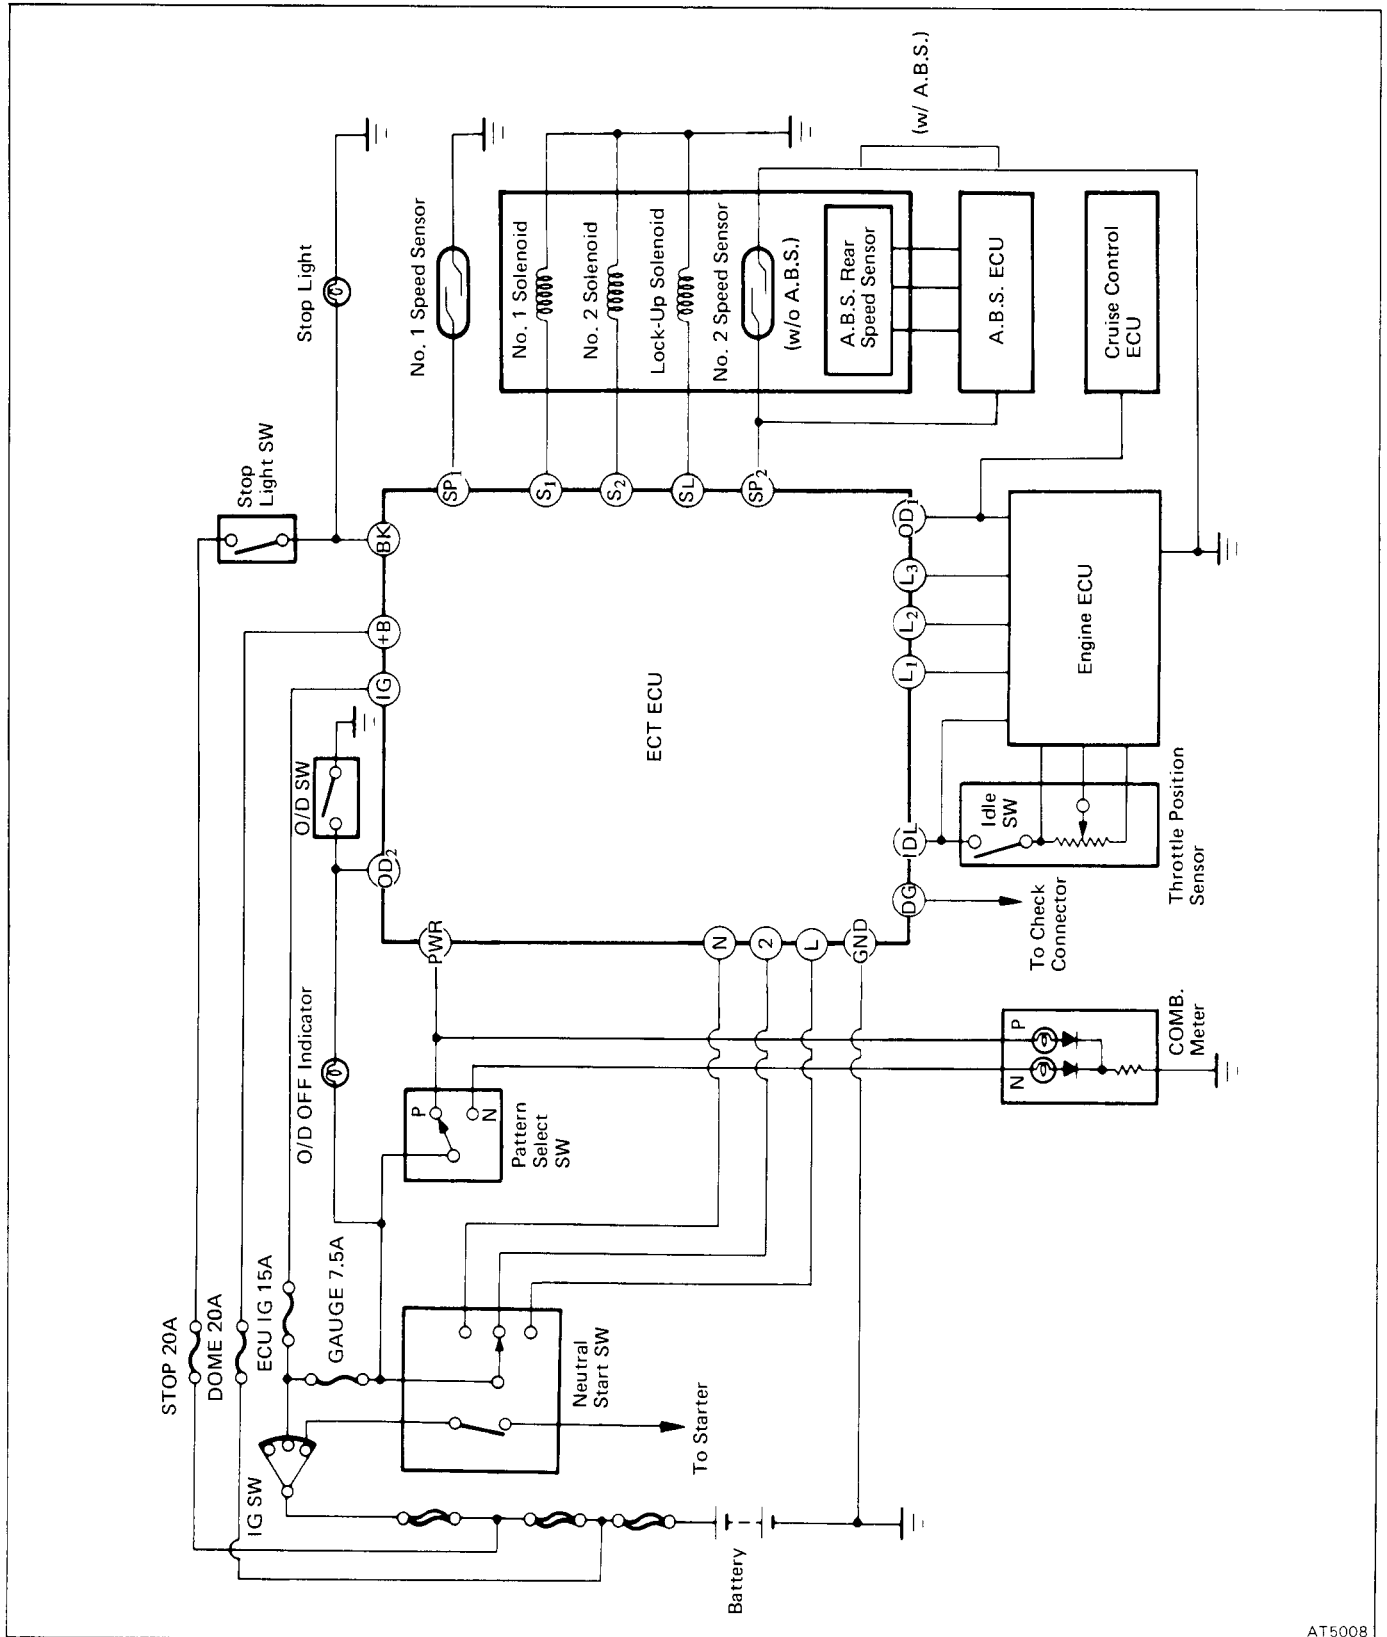 STOP 20A
DOME 20A
ECU IG 15A
GAUGE 7.5A
IG SW
Battery
To Starter
Neutral
Start SW
O/D OFF Indicator
P
N
Pattern
Select
SW
O/D SW
Stop
Light SW
Stop Light
No. 1 Speed Sensor
No. 1 Solenoid
No. 2 Solenoid
Lock-Up Solenoid
No. 2 Speed Sensor
(w/o A.B.S.)
A.B.S. Rear
Speed Sensor
A.B.S. ECU
(w/ A.B.S.)
Cruise Control
ECU
ECT ECU
PWR
OD2
IG
+B
BK
SP1
S1
S2
SL
SP2
OD1
L3
L2
L1
IDL
DG
GND
L
2
N
Engine ECU
Idle
SW
Throttle Position
Sensor
To Check
Connector
P
N
COMB.
Meter
AT5008